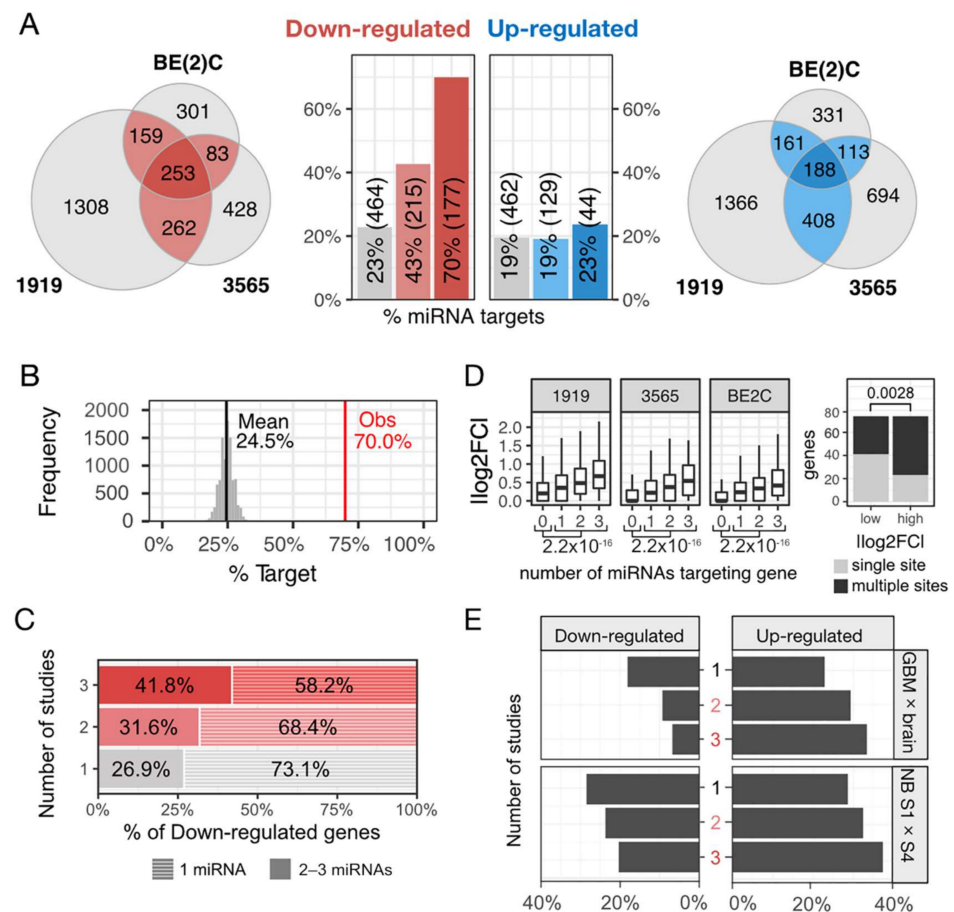 A
Down-regulated
Up-regulated
BE(2)C
301
159
83
253
1308
428
262
1919
3565
60%
40%
20%
0%
23% (464)
43% (215)
70% (177)
19% (462)
19% (129)
23% (44)
60%
40%
20%
0%
% miRNA targets
BE(2)C
331
161
113
188
1366
694
408
1919
3565
B
Frequency
2000
1500
1000
500
0
Mean
24.5%
Obs
70.0%
0%
25%
50%
75%
100%
% Target
C
Number of studies
3
41.8%
58.2%
2
31.6%
68.4%
1
26.9%
73.1%
0%
25%
50%
75%
100%
% of Down-regulated genes
1 miRNA
2–3 miRNAs
D
1919
3565
BE2C
llog2FCl
2.0
1.5
1.0
0.5
0.0
0 1 2 3
0 1 2 3
0 1 2 3
2.2x10-16
2.2x10-16
2.2x10-16
number of miRNAs targeting gene
0.0028
genes
80
60
40
20
0
low
high
llog2FCl
single site
multiple sites
E
Down-regulated
Up-regulated
Number of studies
1
2
3
GBM × brain
1
2
3
NB S1 × S4
40%
20%
0%
0%
20%
40%